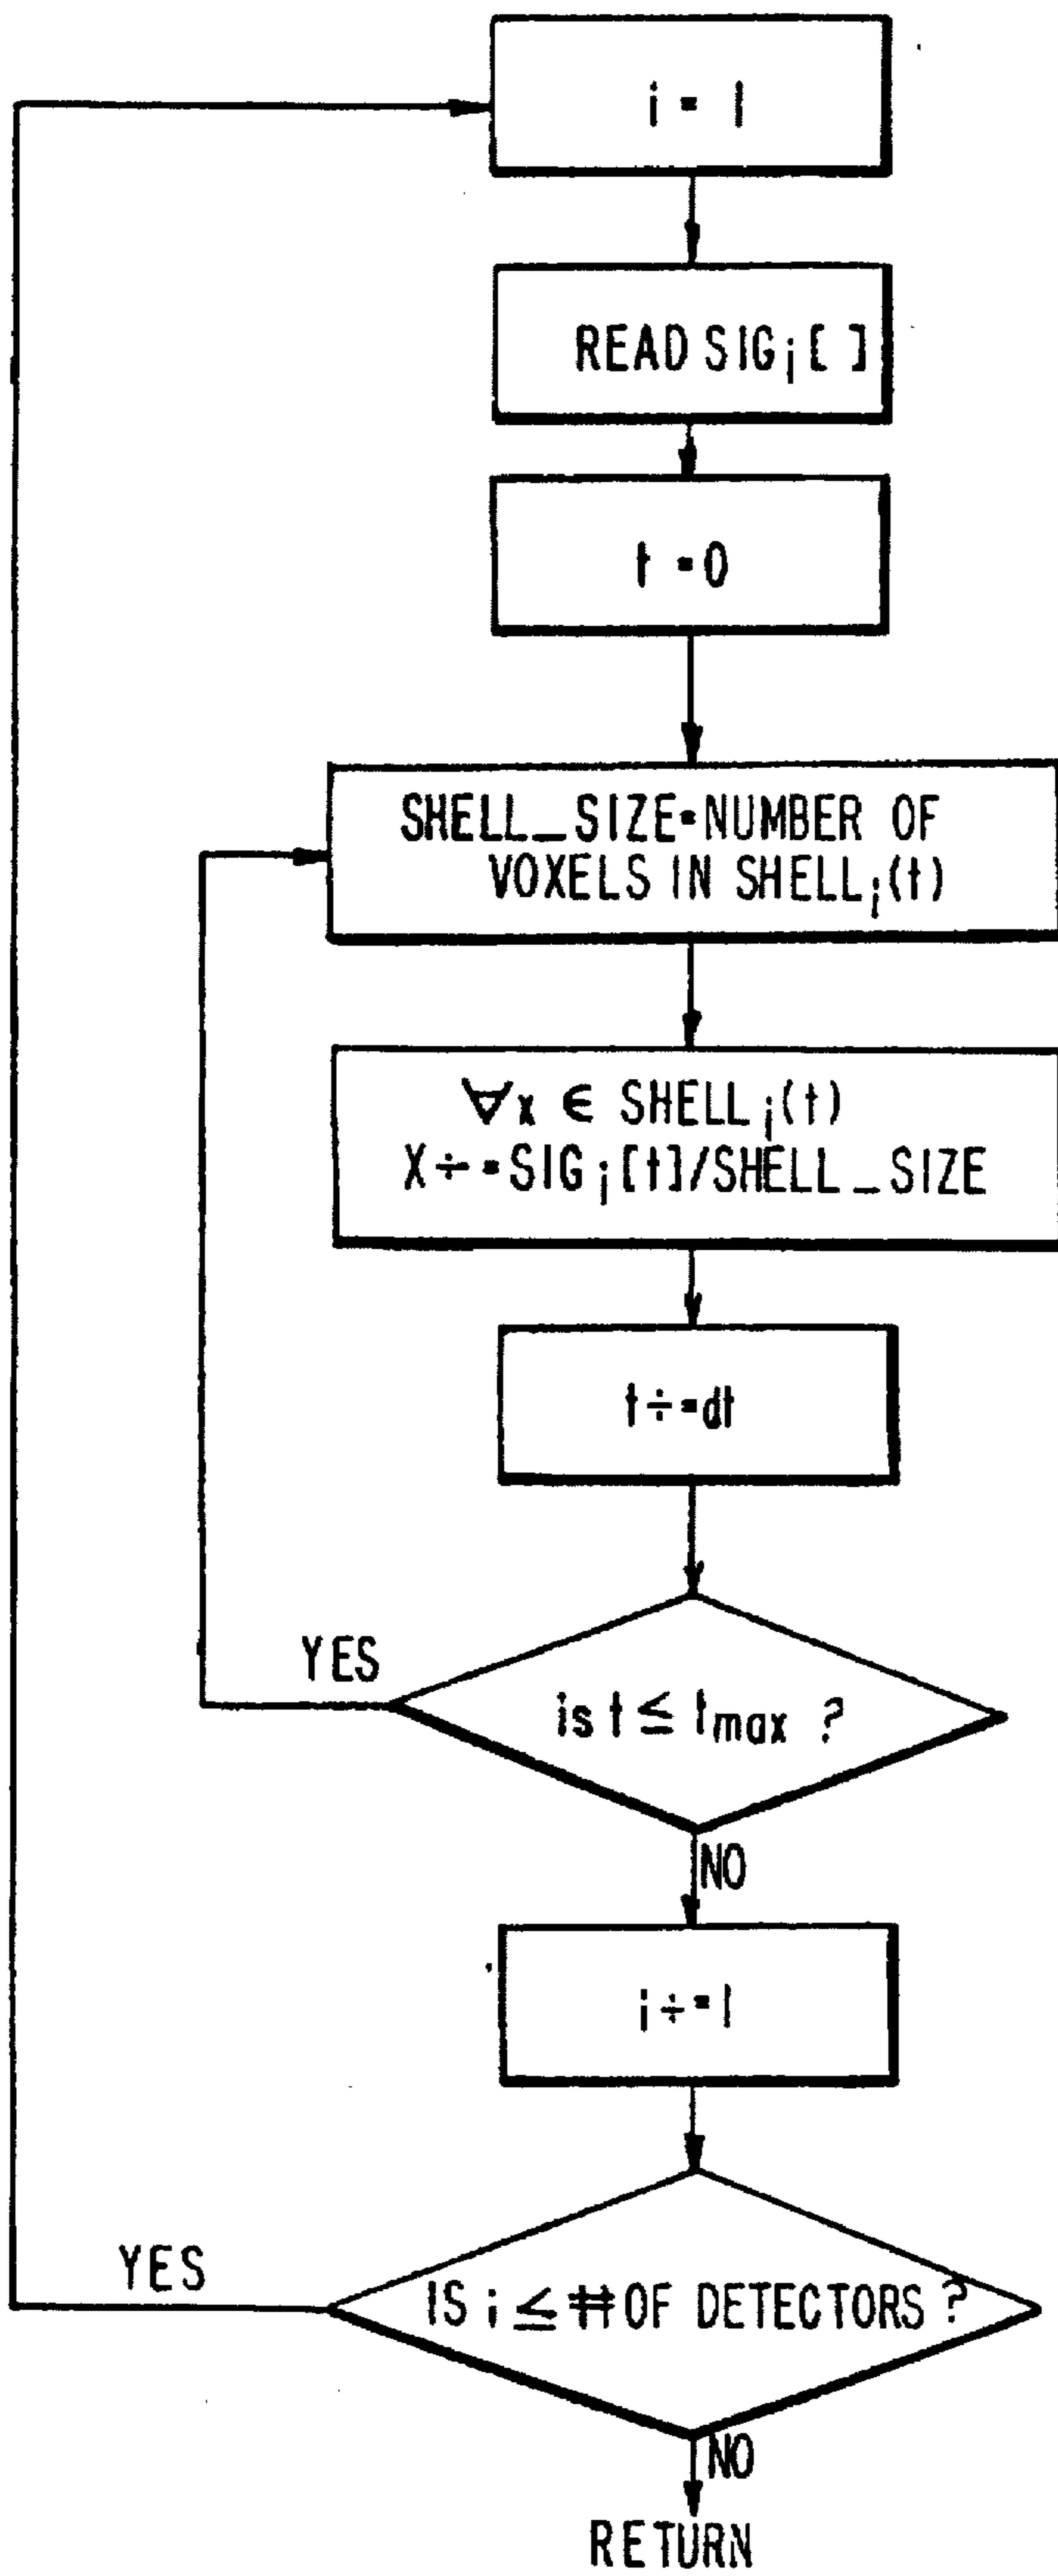 i = 1
READ SIGᵢ[ ]
t = 0
SHELL_SIZE=NUMBER OF
VOXELS IN SHELLᵢ(t)
∀x ∈ SHELLᵢ(t)
X÷=SIGᵢ[t]/SHELL_SIZE
t÷=dt
YES
is t ≤ tmax ?
NO
i÷=1
YES
IS i ≤ # OF DETECTORS ?
NO
RETURN